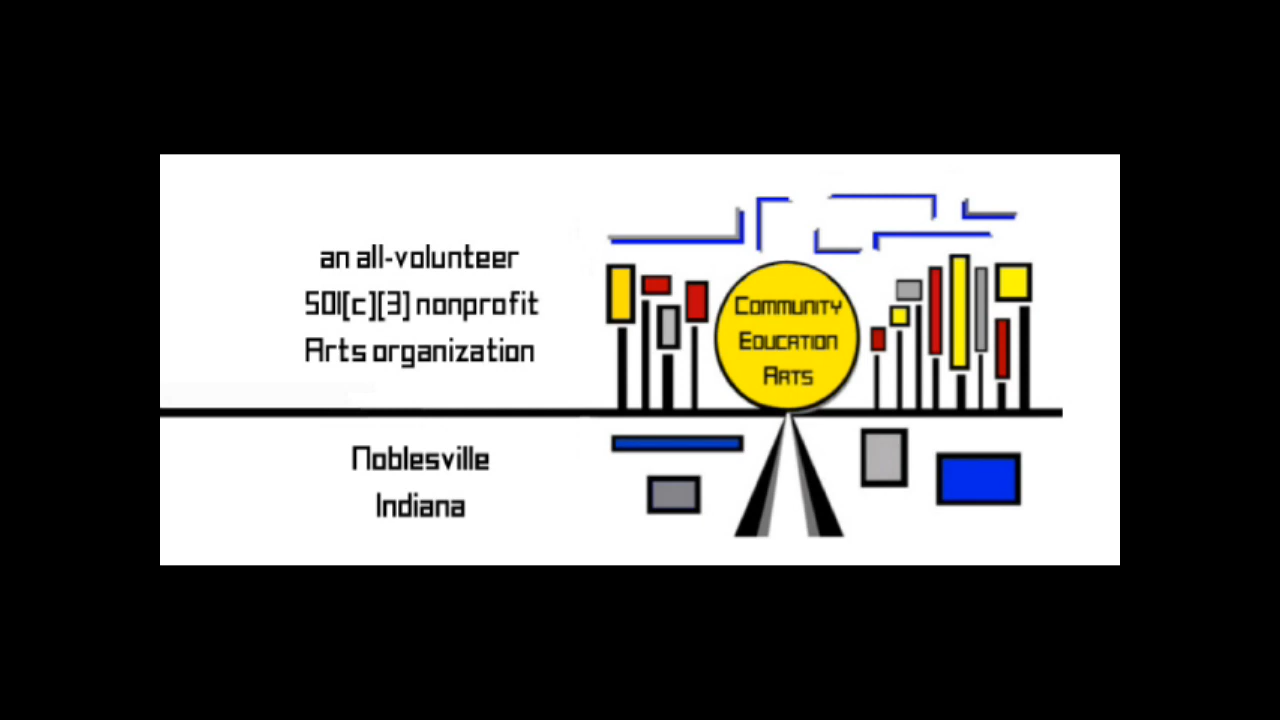 an all-volunteer
501[c][3] nonprofit
Arts organization
Noblesville
Indiana
Community
Education
Arts